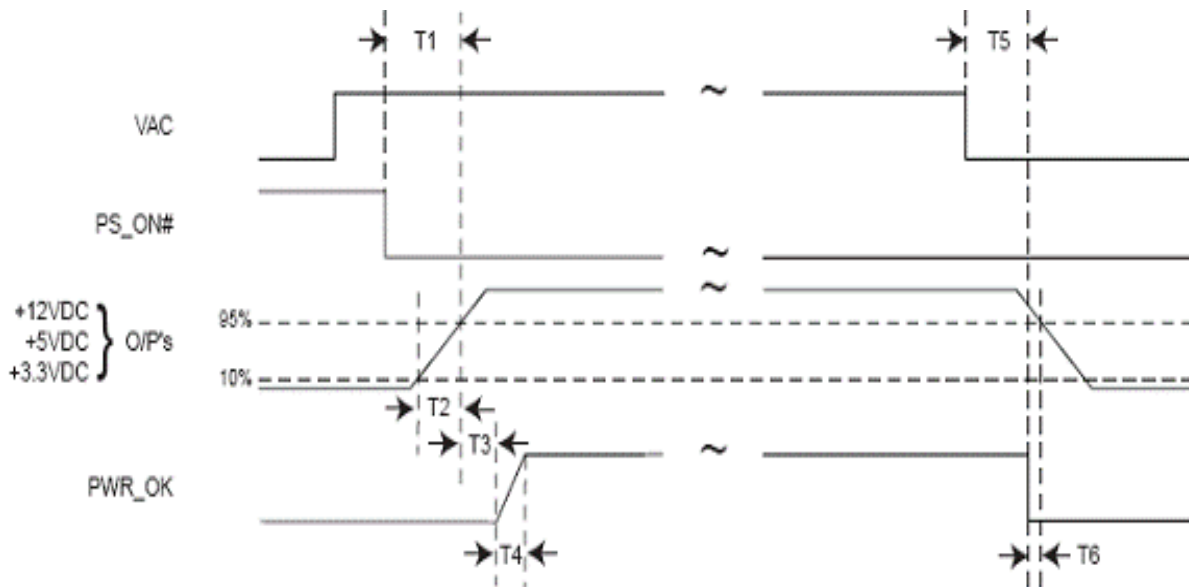 T1
T5
VAC
~
PS_ON#
~
+12VDC
+5VDC
+3.3VDC
} O/P's
95%
10%
~
T2
T3
PWR_OK
~
T4
T6